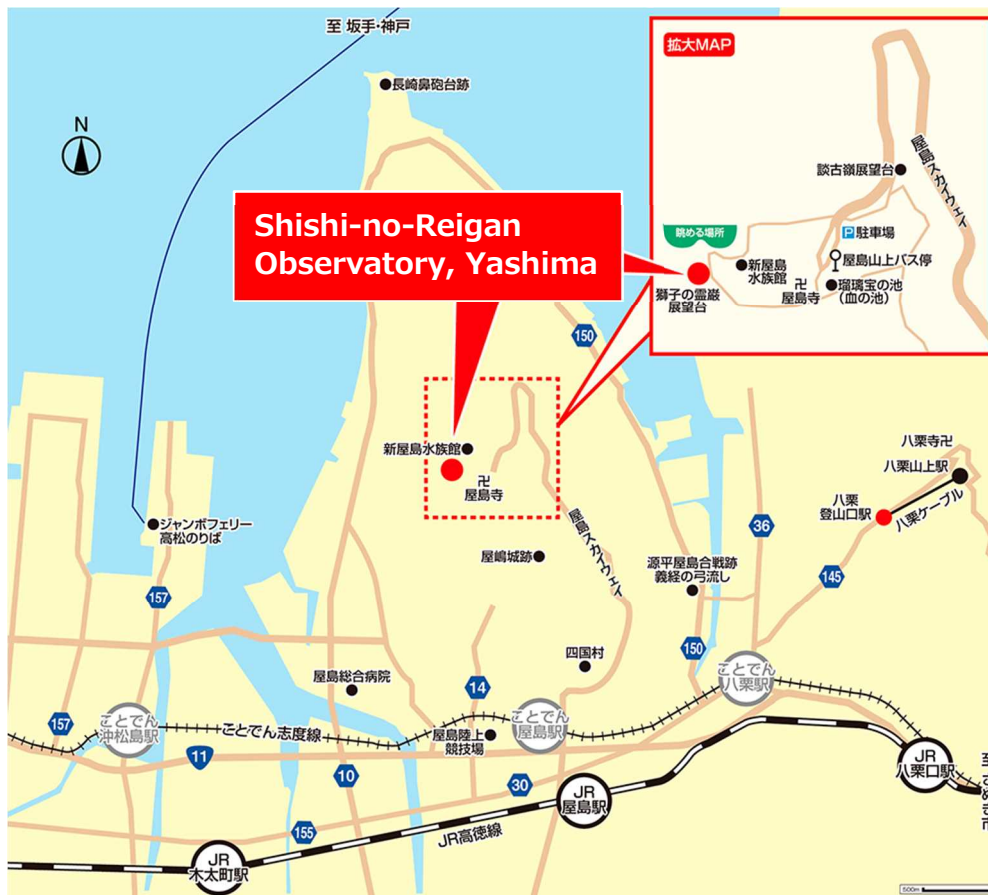 至 坂手・神戸
長崎鼻砲台跡
N
Shishi-no-Reigan
Observatory, Yashima
拡大MAP
屋島スカイウェイ
談古嶺展望台
眺める場所
P駐車場
屋島山上バス停
新屋島
水族館
卍
屋島寺
瑠璃宝の池
(血の池)
獅子の霊巌
展望台
150
新屋島水族館
卍
屋島寺
屋島スカイウェイ
八栗寺卍
八栗山上駅
八栗
登山口駅
八栗ケーブル
ジャンボフェリー
高松のりば
36
屋嶋城跡
源平屋島合戦跡
義経の弓流し
145
157
四国村
150
屋島総合病院
14
ことでん
八栗駅
157
ことでん
沖松島駅
ことでん志度線
屋島陸上
競技場
ことでん
屋島駅
11
10
30
JR
八栗口駅
JR
屋島駅
155
JR高徳線
JR
木太町駅
500m